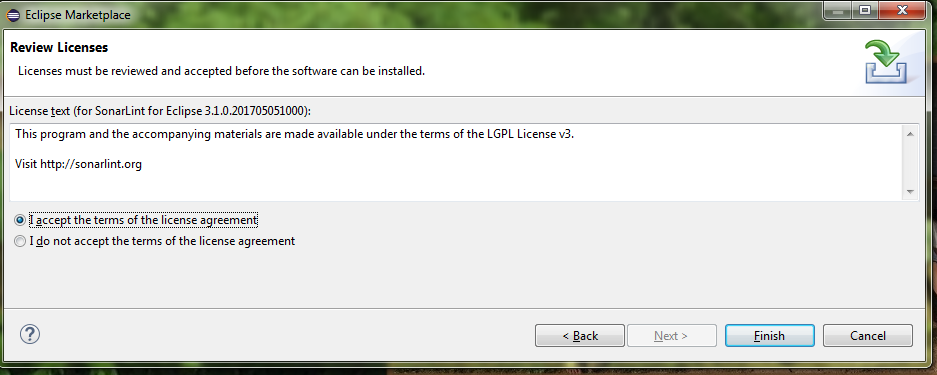 Eclipse Marketplace
Review Licenses
Licenses must be reviewed and accepted before the software can be installed.
License text (for SonarLint for Eclipse 3.1.0.201705051000):
This program and the accompanying materials are made available under the terms of the LGPL License v3.
Visit http://sonarlint.org
I accept the terms of the license agreement
I do not accept the terms of the license agreement
? < Back Next > Finish Cancel